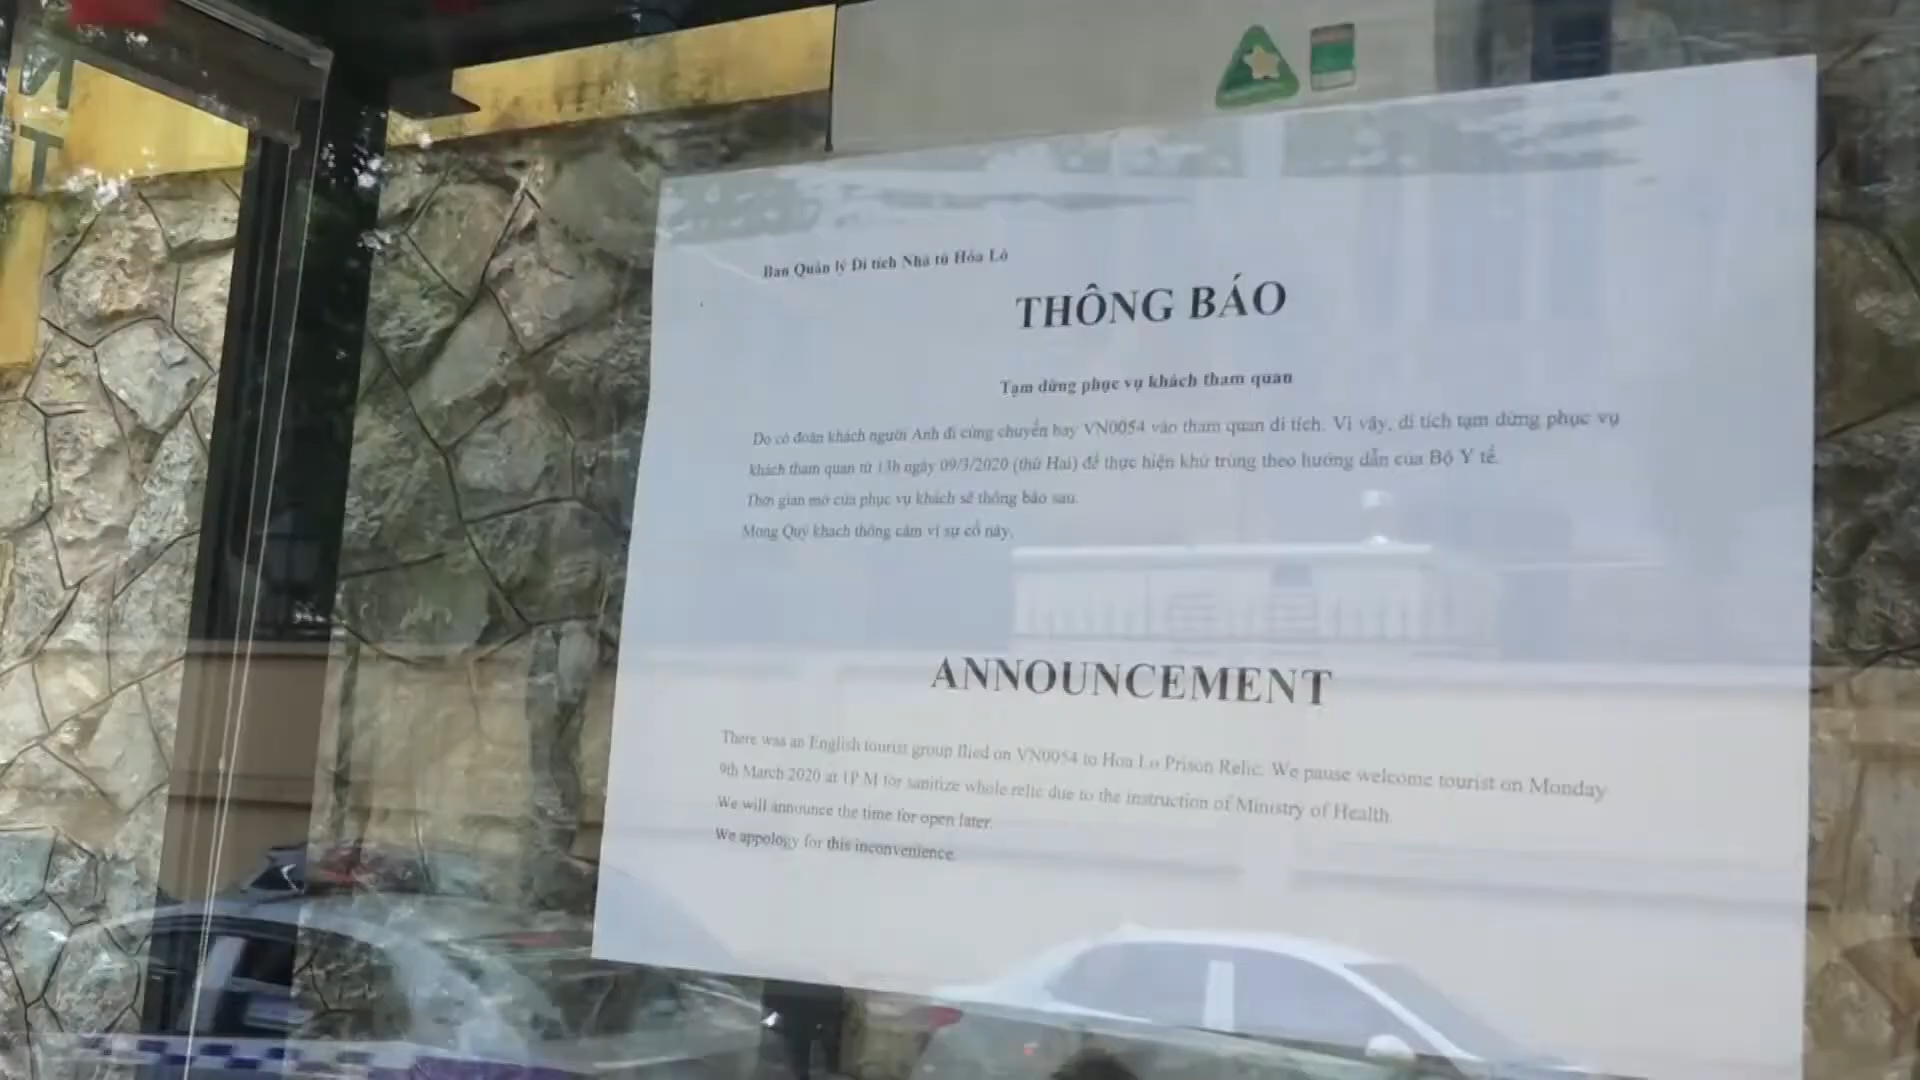 Ban Quản lý Di tích Nhà tù Hỏa Lò
THÔNG BÁO
Tạm dừng phục vụ khách tham quan
Do có đoàn khách người Anh đi cùng chuyến bay VN0054 vào tham quan di tích. Vì vậy, di tích tạm dừng phục vụ
khách tham quan từ 13h ngày 09/3/2020 (thứ Hai) để thực hiện khử trùng theo hướng dẫn của Bộ Y tế.
Thời gian mở cửa phục vụ khách sẽ thông báo sau.
Mong Quý khách thông cảm vì sự cố này.
ANNOUNCEMENT
There was an English tourist group flied on VN0054 to Hoa Lo Prison Relic. We pause welcome tourist on Monday
9th March 2020 at 1P.M for sanitize whole relic due to the instruction of Ministry of Health.
We will announce the time for open later.
We appology for this inconvenience.